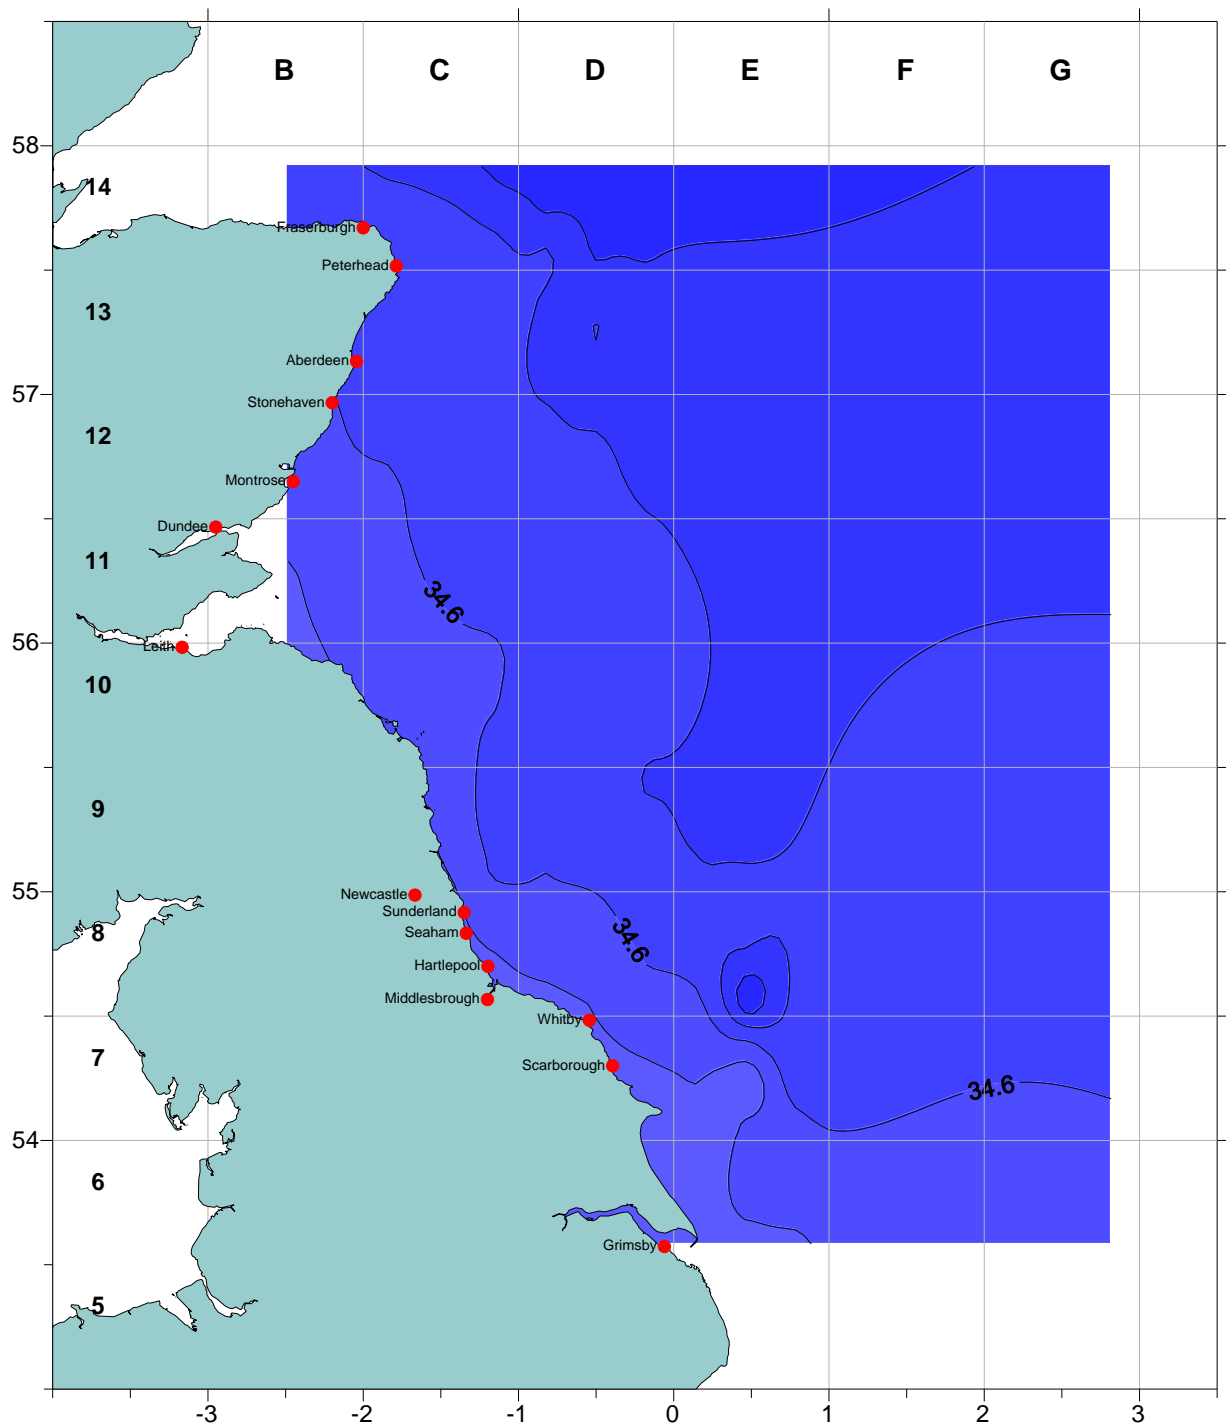 B C D E F G
58
14
Fraserburgh
Peterhead
13
Aberdeen
57
Stonehaven
12
Montrose
Dundee
11
34.6
56
Leith
10
9
55
Newcastle
Sunderland
8
34.6
Seaham
Hartlepool
Middlesbrough
Whitby
7
Scarborough
34.6
54
6
Grimsby
5
-3 -2 -1 0 1 2 3